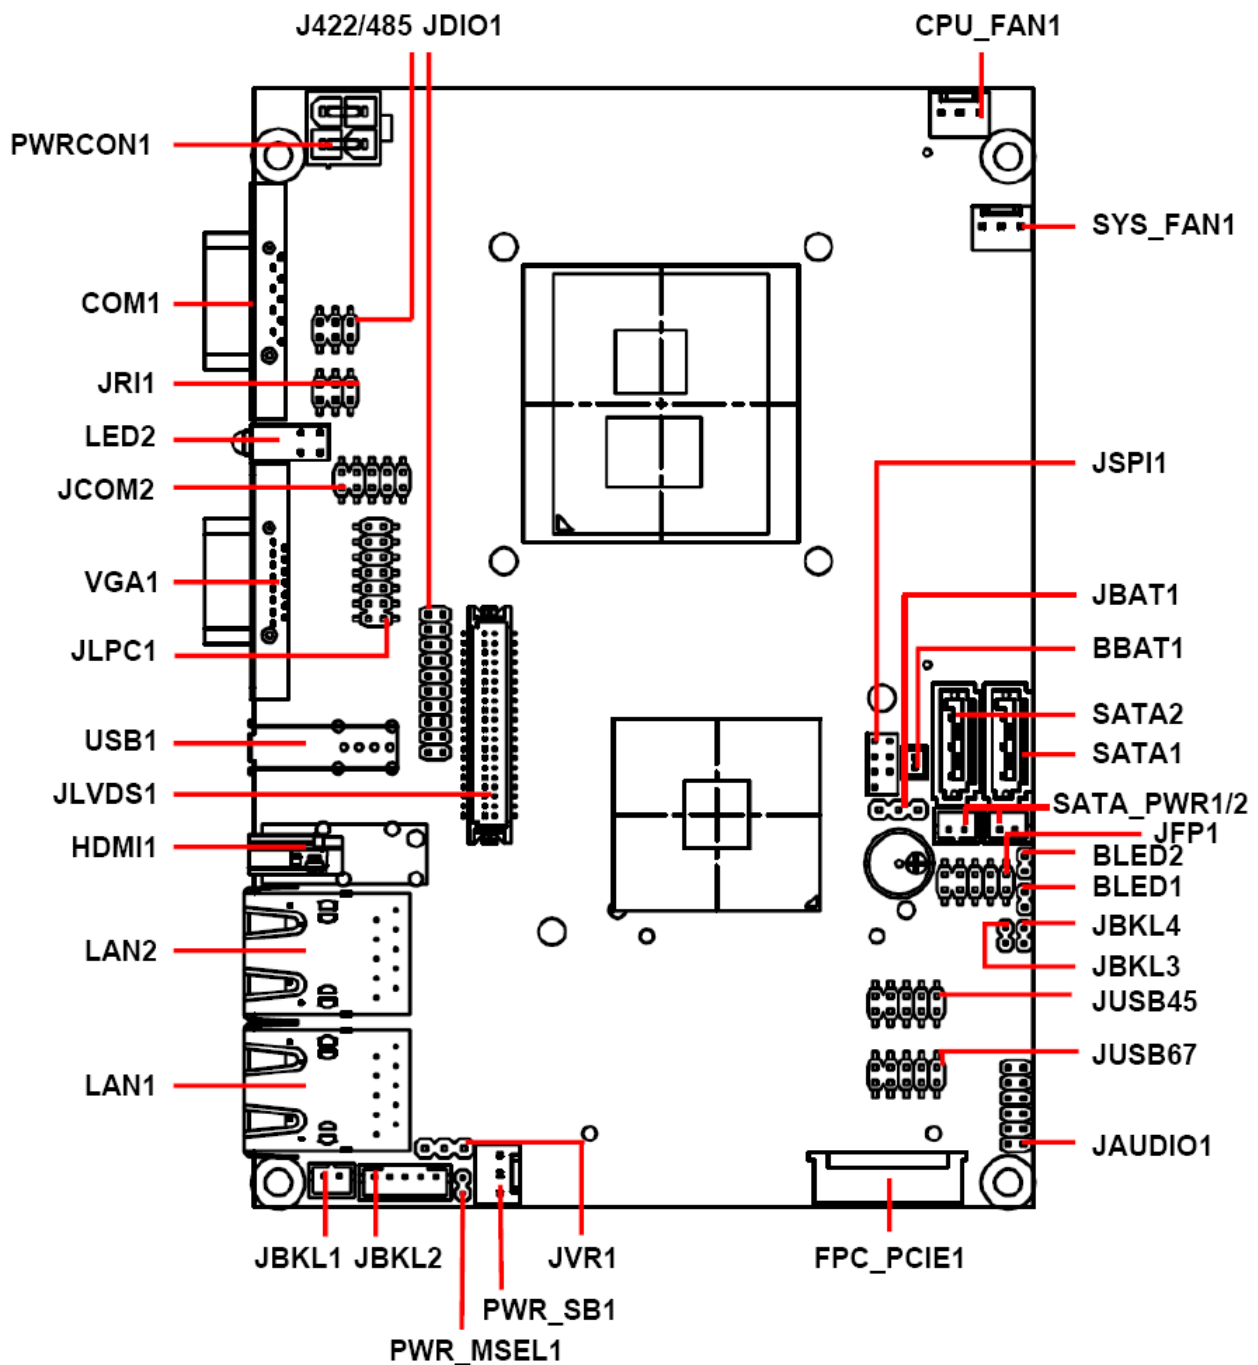 J422/485 JDIO1
CPU_FAN1
PWRCON1
SYS_FAN1
COM1
JRI1
LED2
JSPI1
JCOM2
VGA1
JBAT1
JLPC1
BBAT1
SATA2
USB1
SATA1
JLVDS1
SATA_PWR1/2
JFP1
HDMI1
BLED2
BLED1
JBKL4
LAN2
JBKL3
JUSB45
JUSB67
LAN1
JAUDIO1
JBKL1 JBKL2
JVR1
FPC_PCIE1
PWR_SB1
PWR_MSEL1